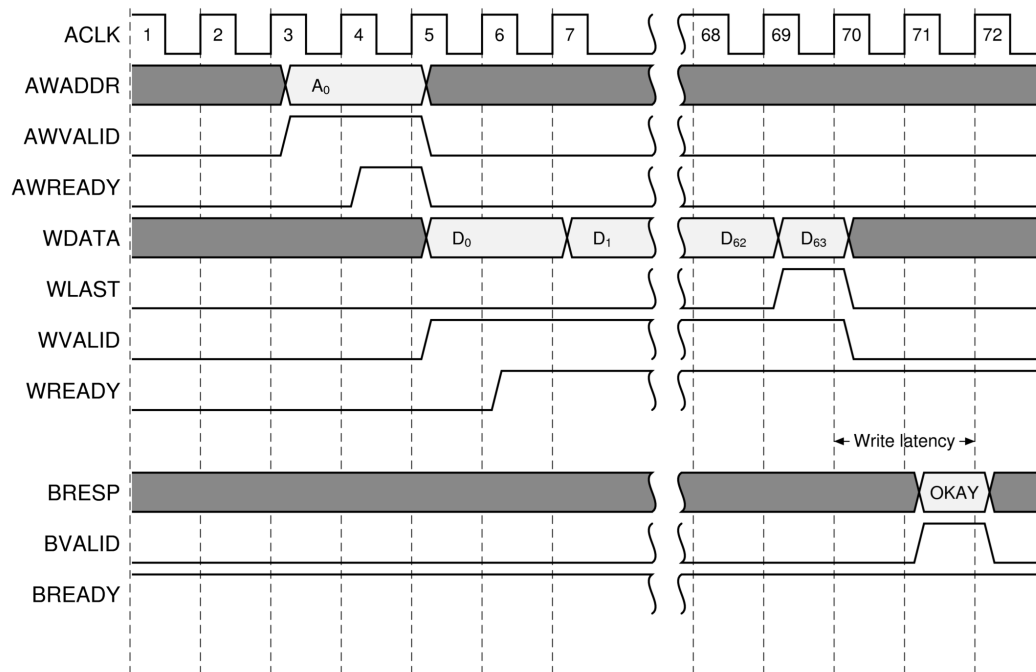 ACLK 1 2 3 4 5 6 7 68 69 70 71 72
AWADDR A₀
AWVALID
AWREADY
WDATA D₀ D₁ D₆₂ D₆₃
WLAST
WVALID
WREADY
Write latency
BRESP OKAY
BVALID
BREADY